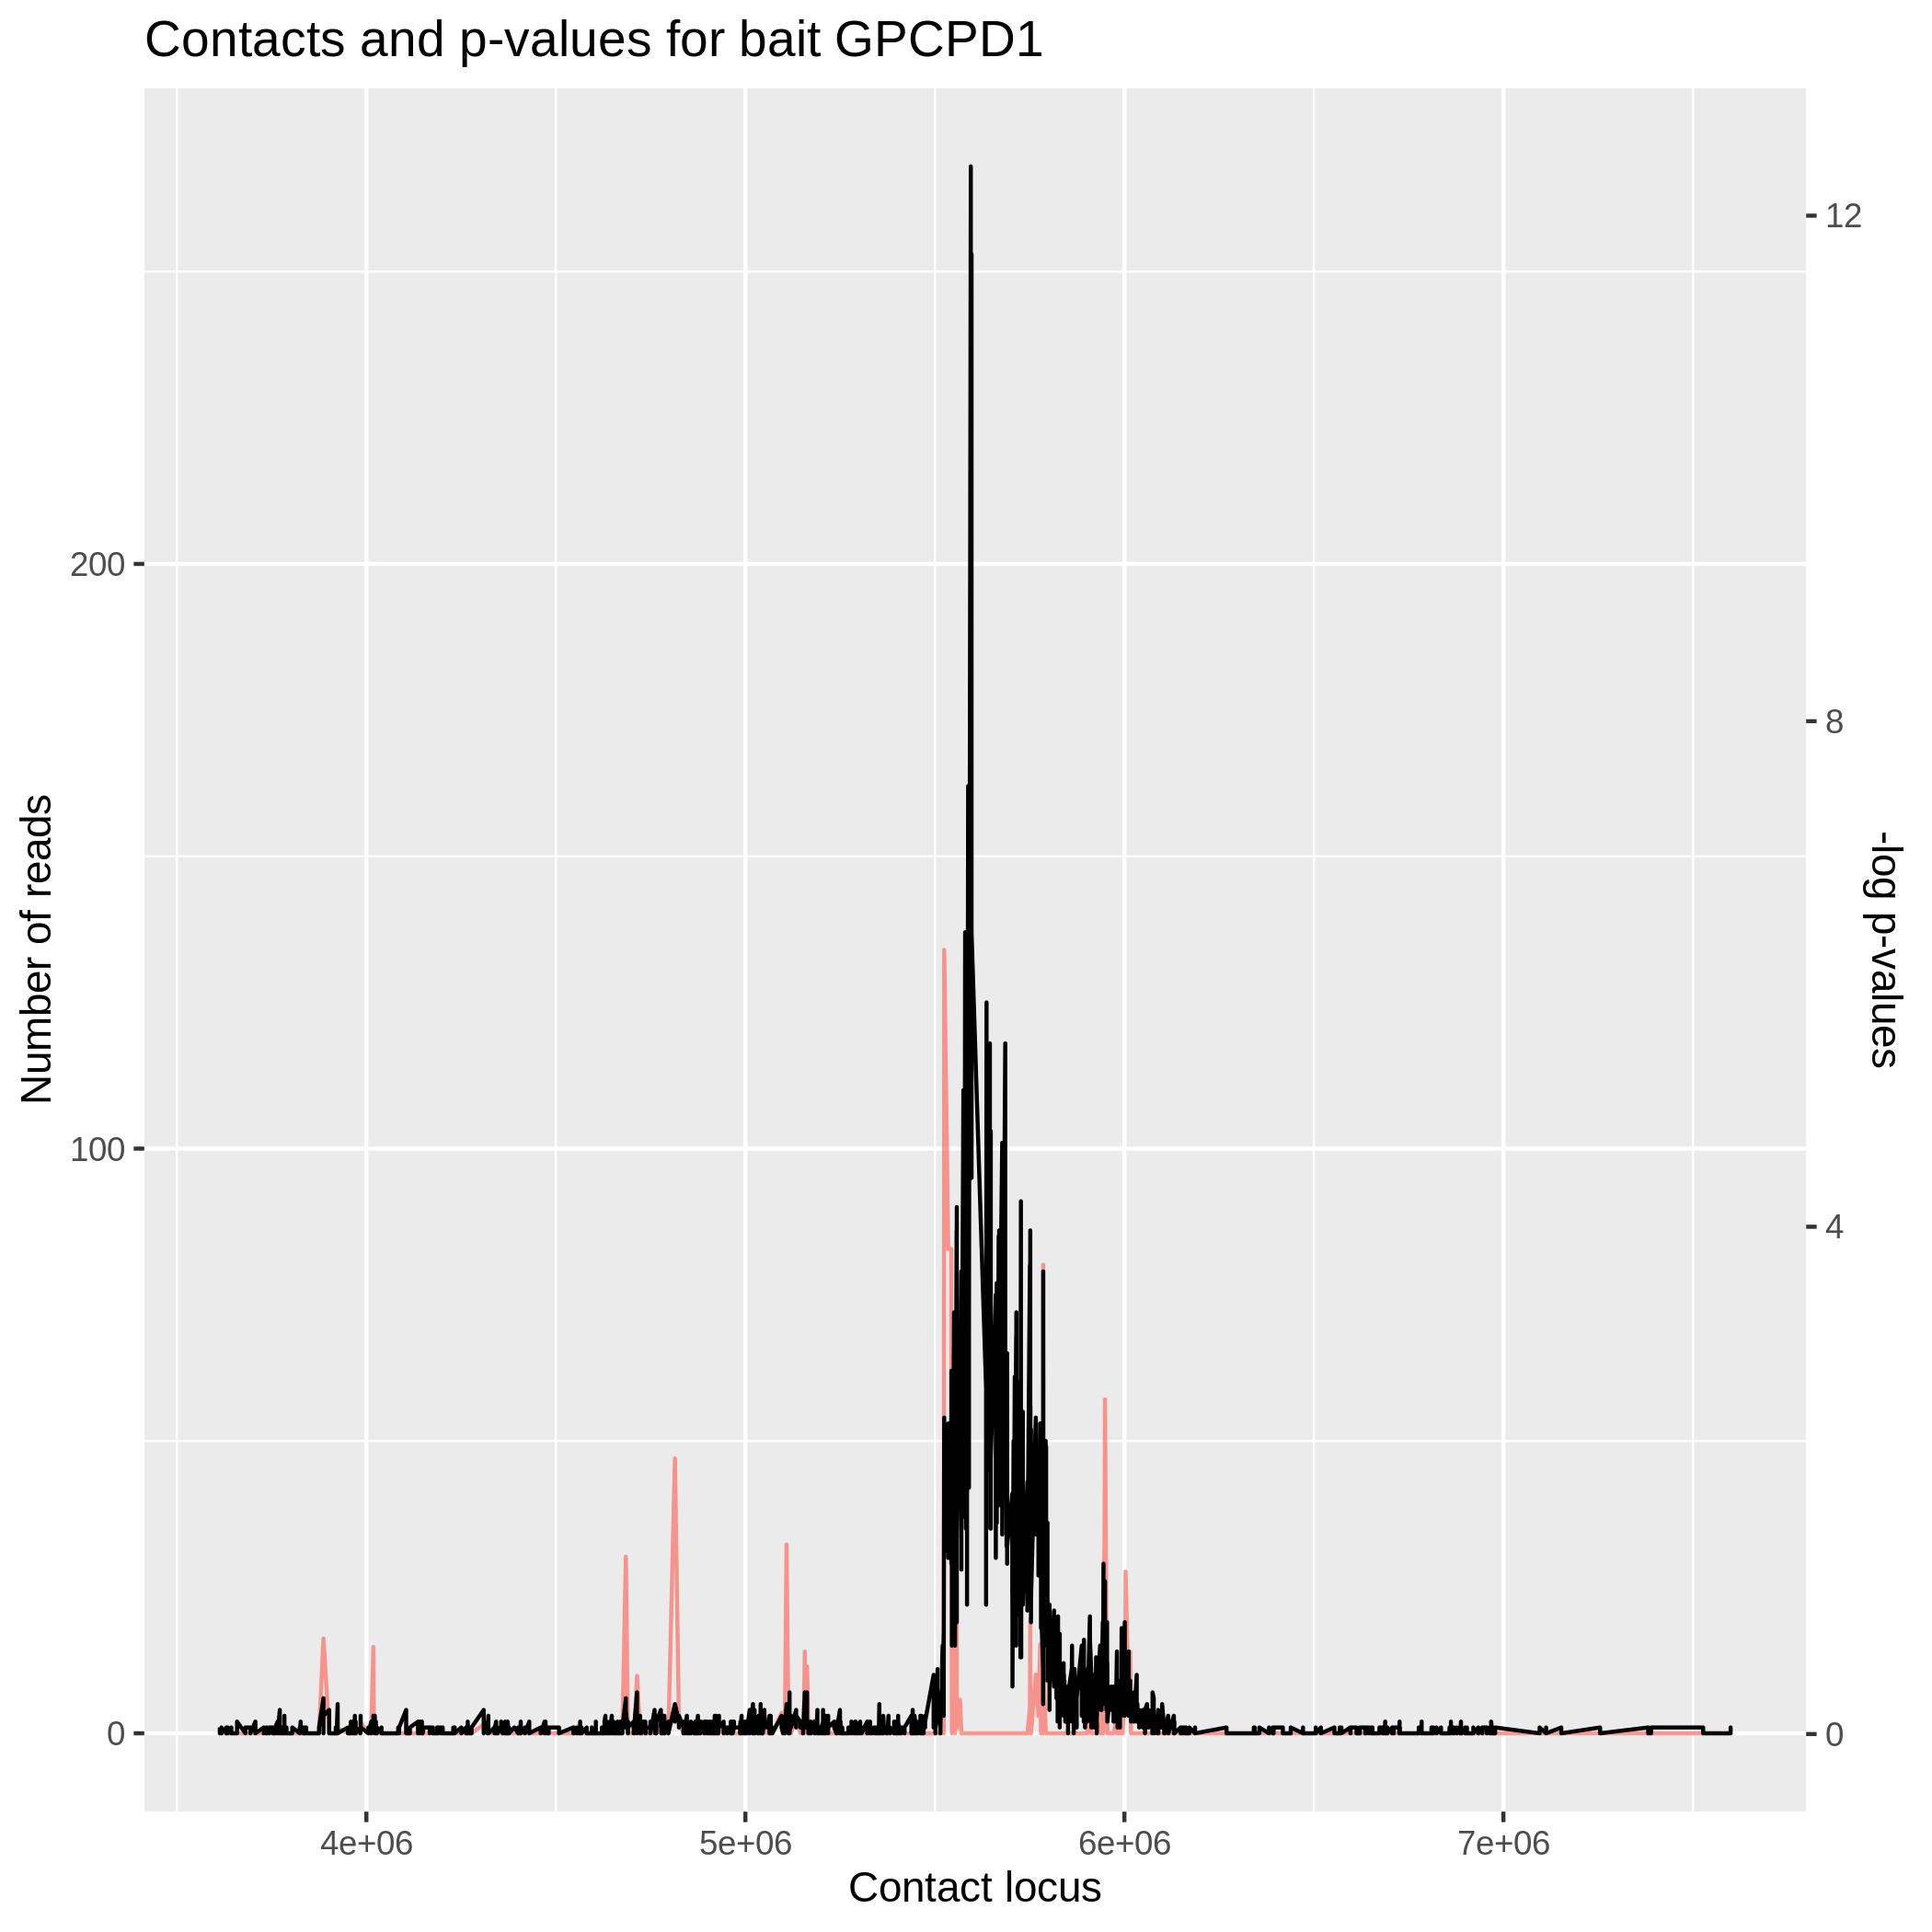 Contacts and p-values for bait GPCPD1
Number of reads
200
100
0
12
8
4
0
-log p-values
4e+06
5e+06
6e+06
7e+06
Contact locus